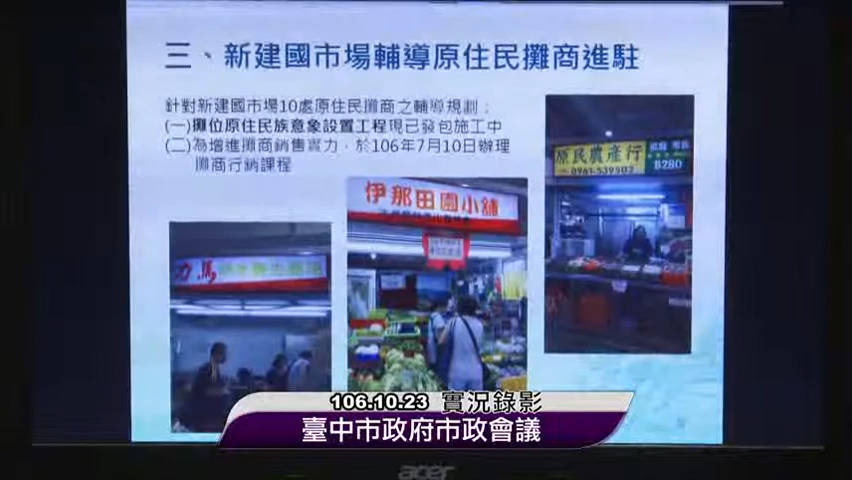 三、新建國市場輔導原住民攤商進駐
針對新建國市場10處原住民攤商之輔導規劃：
(一)攤位原住民族意象設置工程現已發包施工中
(二)為增進攤商銷售實力，於106年7月10日辦理
攤商行銷課程
原民農產行
0961-539502
B280
伊那田園小舖
力馬
106.10.23 實況錄影
臺中市政府市政會議
acer